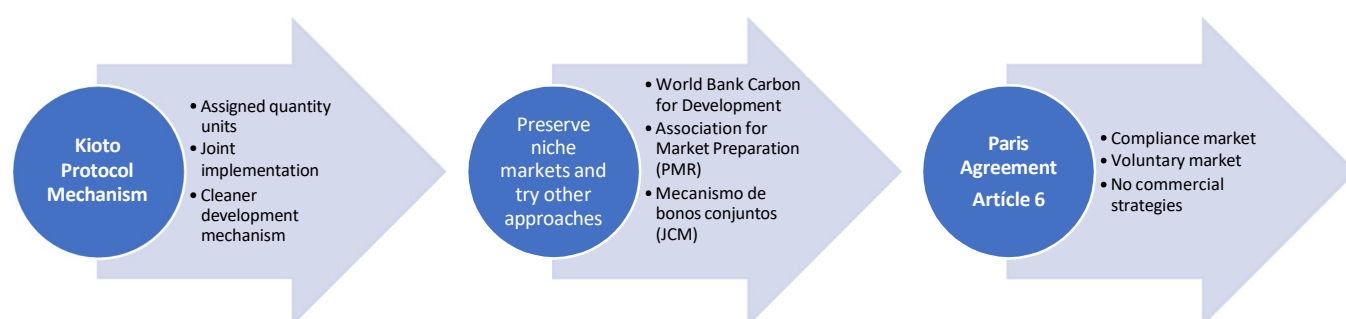 Kioto
Protocol
Mechanism
• Assigned quantity
units
• Joint
implementation
• Cleaner
development
mechanism
Preserve
niche
markets and
try other
approaches
• World Bank Carbon
for Development
• Association for
Market Preparation
(PMR)
• Mecanismo de
bonos conjuntos
(JCM)
Paris
Agreement
Artícle 6
• Compliance market
• Voluntary market
• No commercial
strategies